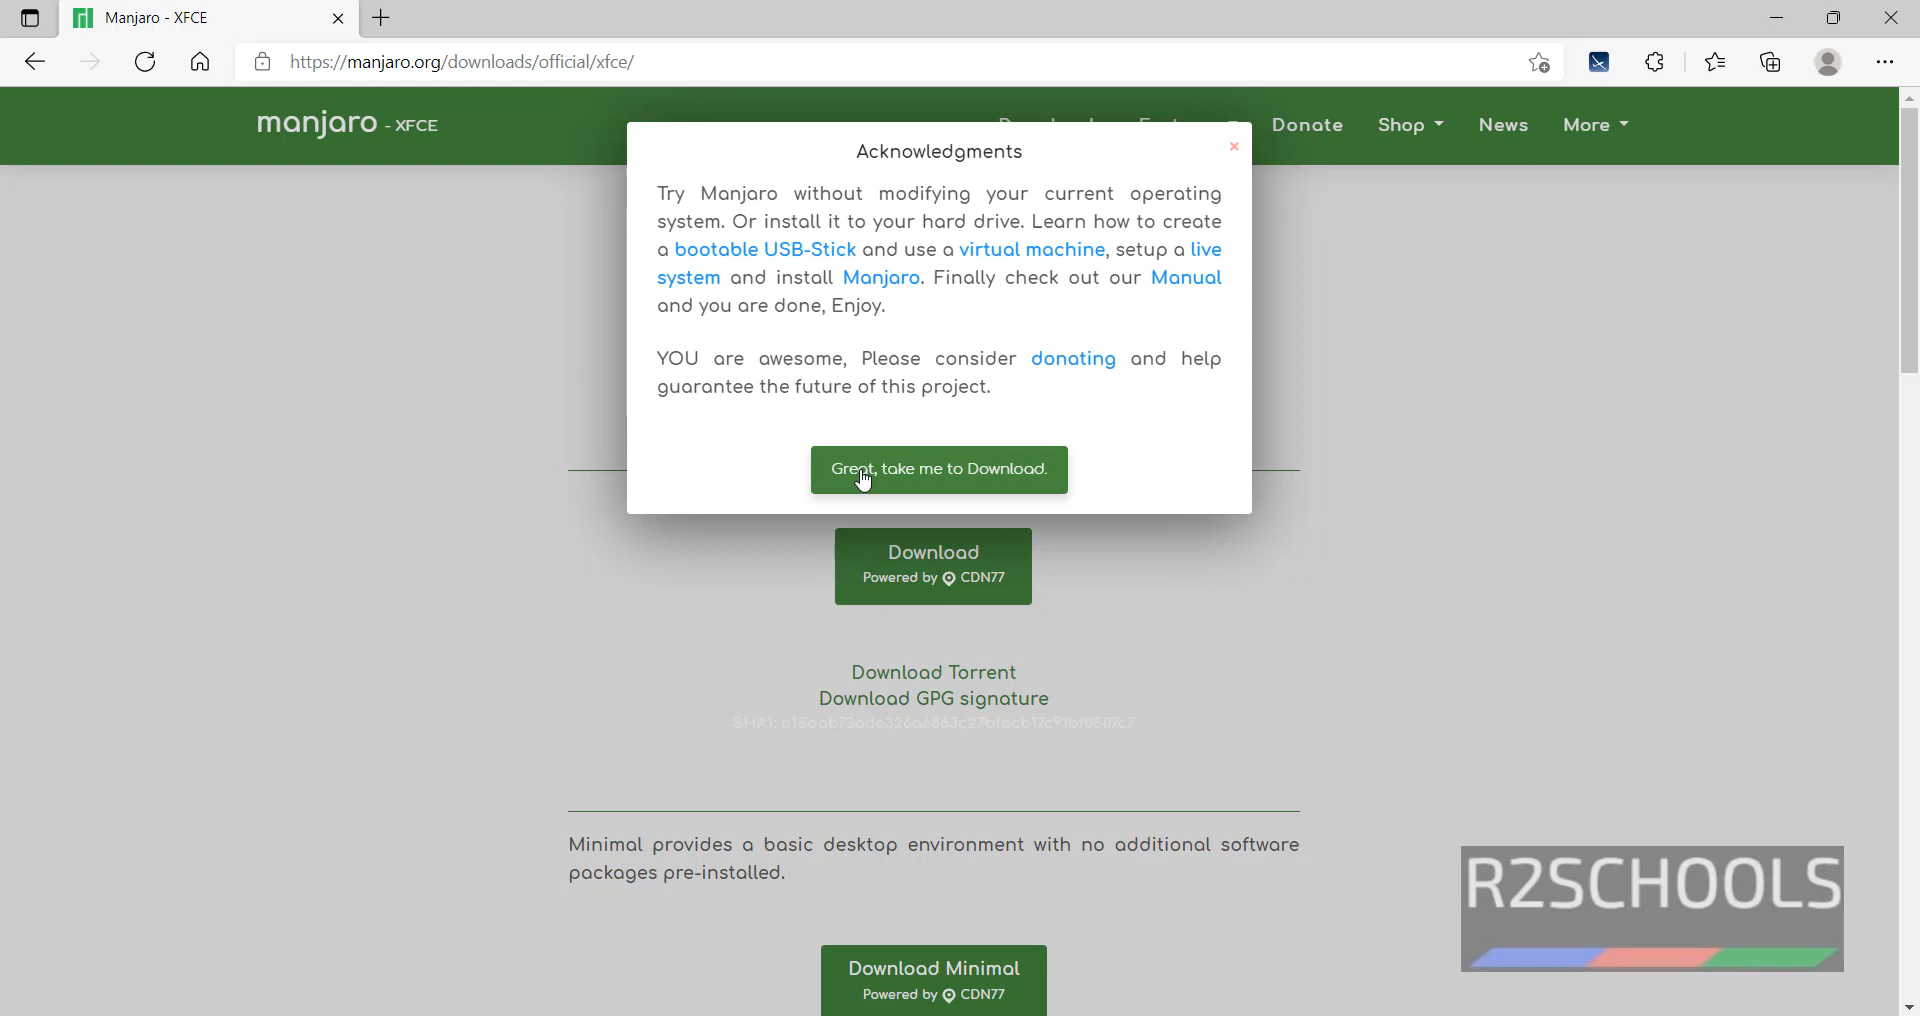 Manjaro - XFCE
https://manjaro.org/downloads/official/xfce/
manjaro - XFCE
Donate
Shop
News
More
Acknowledgments
Try Manjaro without modifying your current operating
system. Or install it to your hard drive. Learn how to create
a bootable USB-Stick and use a virtual machine, setup a live
system and install Manjaro. Finally check out our Manual
and you are done, Enjoy.
YOU are awesome, Please consider donating and help
guarantee the future of this project.
Great, take me to Download.
Download
Powered by CDN77
Download Torrent
Download GPG signature
SHA1:
Minimal provides a basic desktop environment with no additional software
packages pre-installed.
Download Minimal
Powered by CDN77
R2SCHOOLS